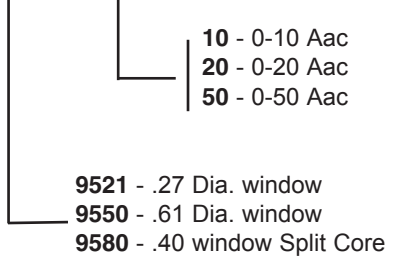 10 - 0-10 Aac
20 - 0-20 Aac
50 - 0-50 Aac
9521 - .27 Dia. window
9550 - .61 Dia. window
9580 - .40 window Split Core